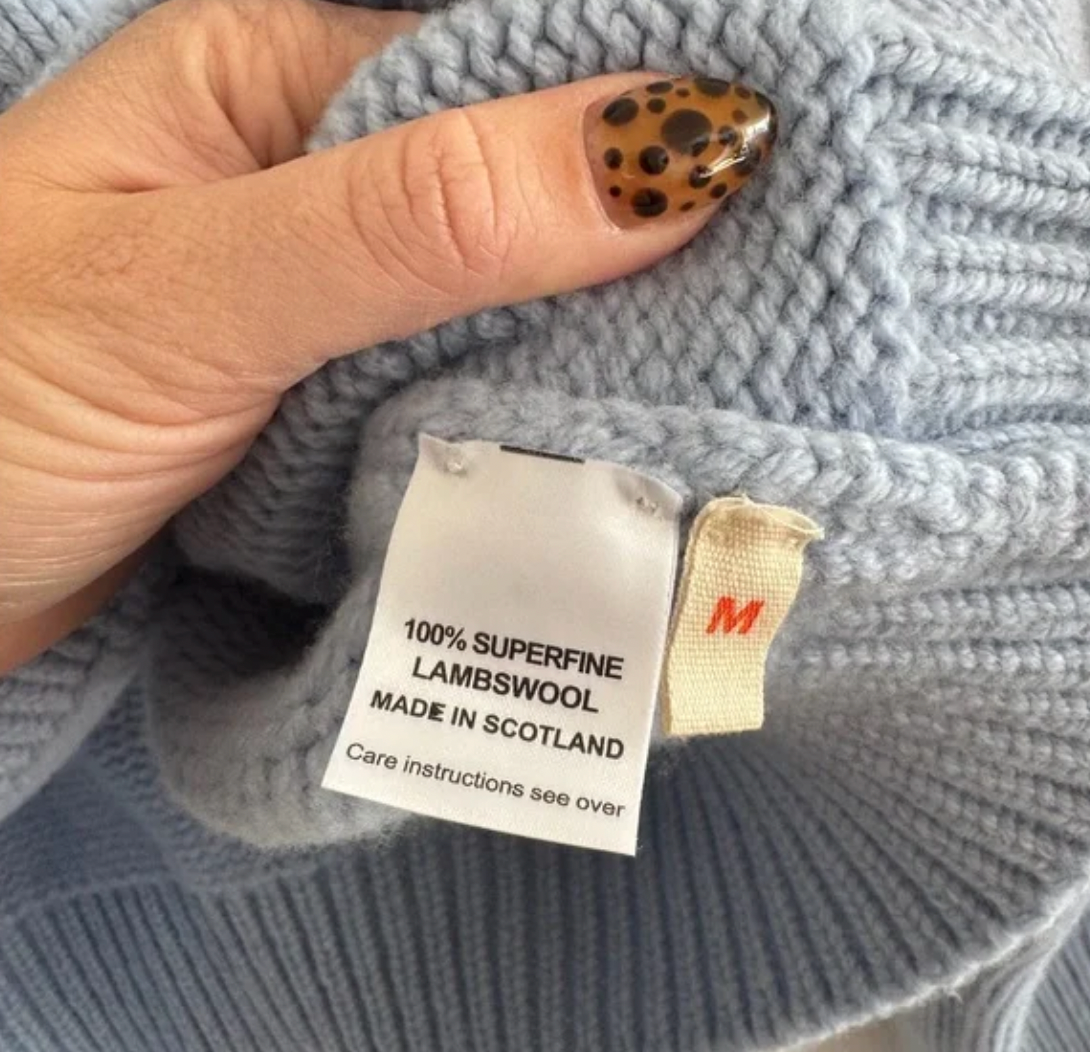 100% SUPERFINE
LAMBSWOOL
MADE IN SCOTLAND
Care instructions see over
M